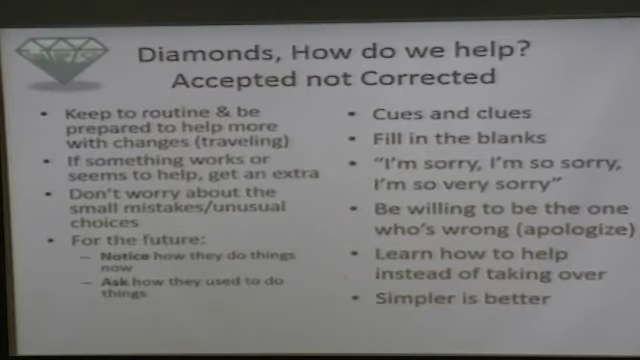 Diamonds, How do we help?
Accepted not Corrected
• Keep to routine & be
prepared to help more
with changes (traveling)
• If something works or
seems to help, get an extra
• Don't worry about the
small mistakes/unusual
choices
• For the future:
– Notice how they do things
now
– Ask how they used to do
things
• Cues and clues
• Fill in the blanks
• "I'm sorry, I'm so sorry,
I'm so very sorry"
• Be willing to be the one
who's wrong (apologize)
• Learn how to help
instead of taking over
• Simpler is better